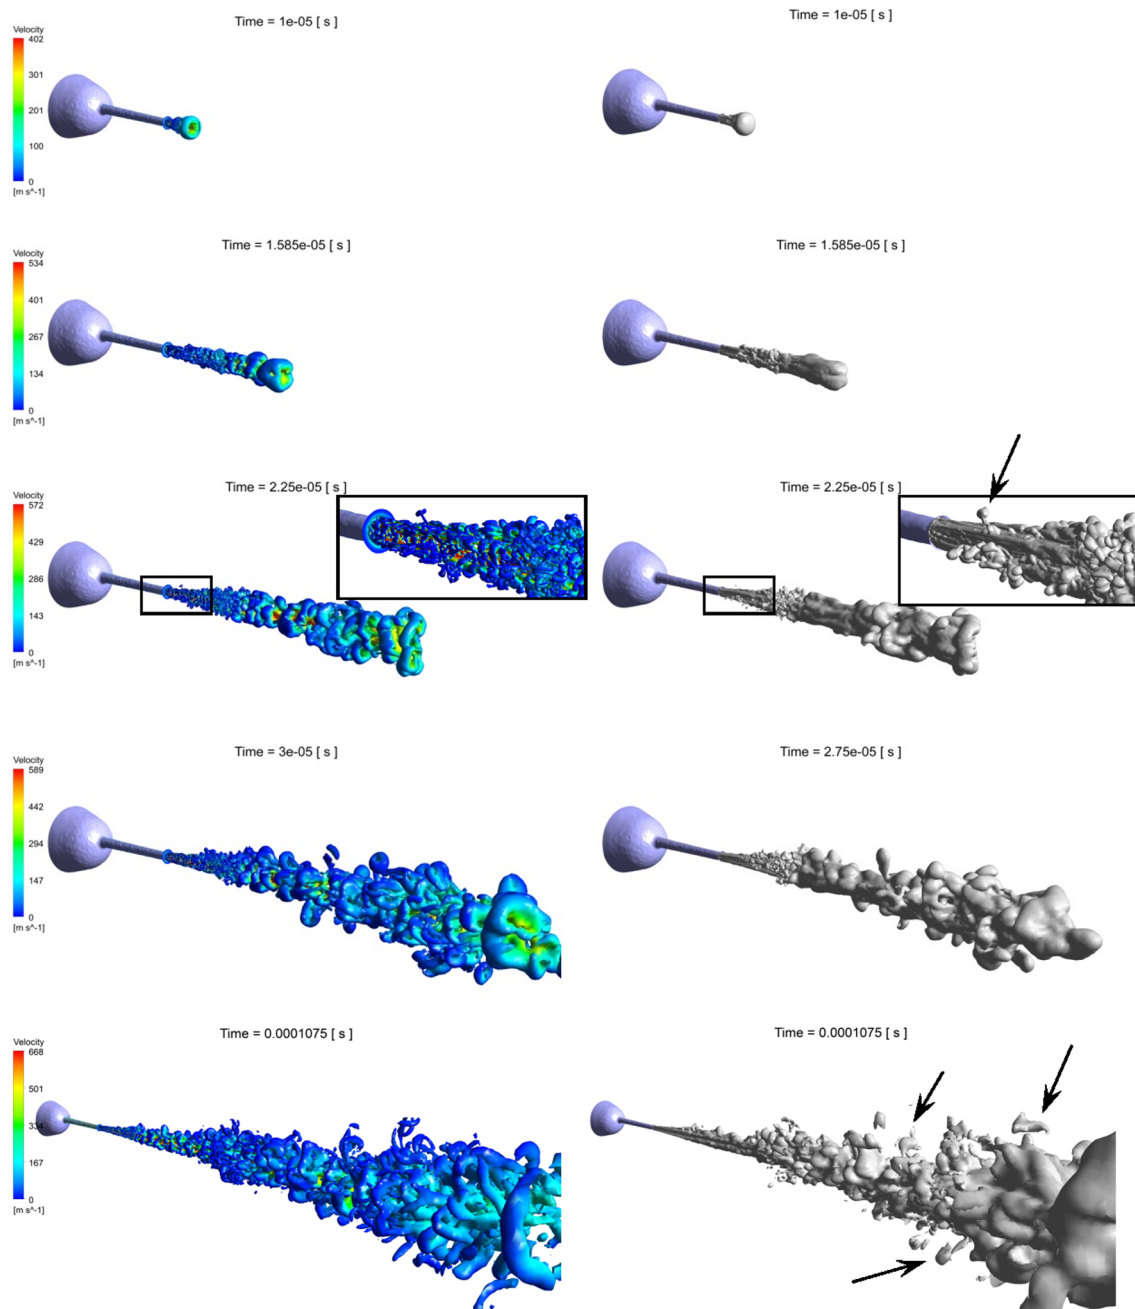 Time = 1e-05 [ s ]
Time = 1e-05 [ s ]
Velocity
402
301
201
100
0
[m s^-1]
Time = 1.585e-05 [ s ]
Time = 1.585e-05 [ s ]
Velocity
534
401
267
134
0
[m s^-1]
Time = 2.25e-05 [ s ]
Time = 2.25e-05 [ s ]
Velocity
572
429
286
143
0
[m s^-1]
Time = 3e-05 [ s ]
Time = 2.75e-05 [ s ]
Velocity
589
442
294
147
0
[m s^-1]
Time = 0.0001075 [ s ]
Time = 0.0001075 [ s ]
Velocity
668
501
334
167
0
[m s^-1]